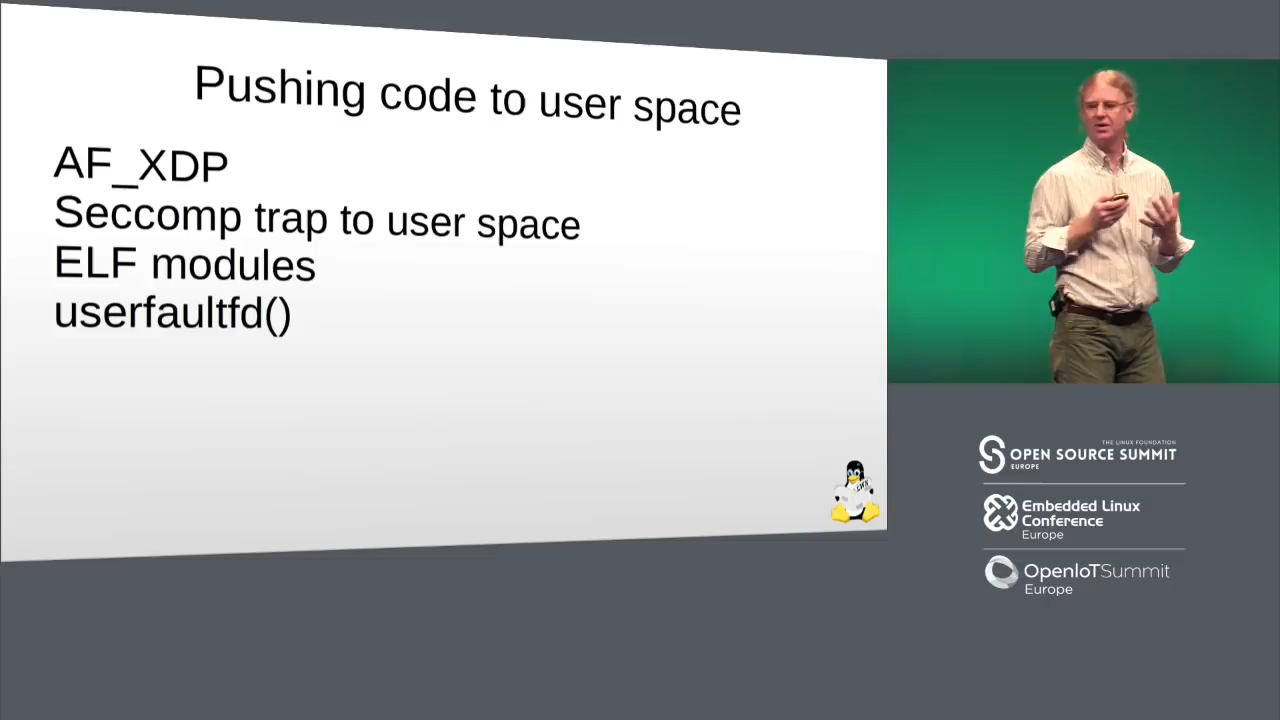 Pushing code to user space
AF_XDP
Seccomp trap to user space
ELF modules
userfaultfd()
THE LINUX FOUNDATION
OPEN SOURCE SUMMIT
EUROPE
Embedded Linux
Conference
Europe
OpenIoTSummit
Europe